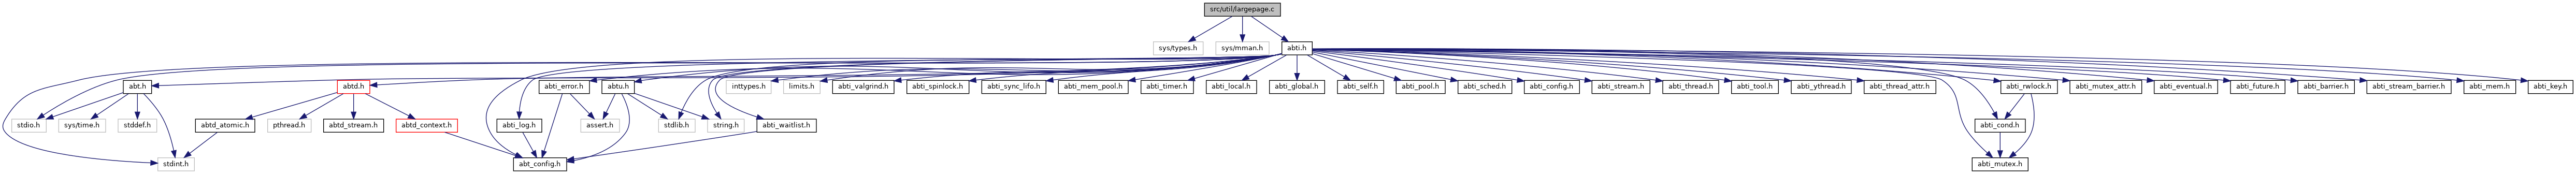 src/util/largepage.c
sys/types.h
sys/mman.h
abti.h
abt.h
abtd.h
abti_error.h
abtu.h
inttypes.h
limits.h
abti_valgrind.h
abti_spinlock.h
abti_sync_lifo.h
abti_mem_pool.h
abti_timer.h
abti_local.h
abti_global.h
abti_self.h
abti_pool.h
abti_sched.h
abti_config.h
abti_stream.h
abti_thread.h
abti_tool.h
abti_ythread.h
abti_thread_attr.h
abti_rwlock.h
abti_mutex_attr.h
abti_eventual.h
abti_future.h
abti_barrier.h
abti_stream_barrier.h
abti_mem.h
abti_key.h
stdio.h
sys/time.h
stddef.h
abtd_atomic.h
pthread.h
abtd_stream.h
abtd_context.h
abti_log.h
assert.h
stdlib.h
string.h
abti_waitlist.h
abti_cond.h
stdint.h
abt_config.h
abti_mutex.h